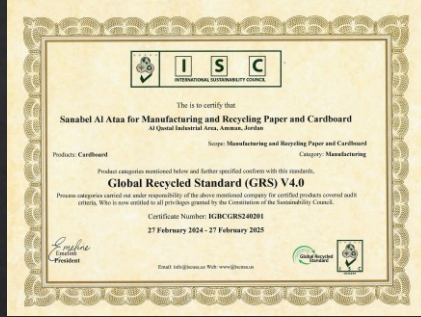 I S C
INTERNATIONAL SUSTAINABILITY COUNCIL
The is to certify that
Sanabel Al Ataa for Manufacturing and Recycling Paper and Cardboard
Al Qastal Industrial Area, Amman, Jordan
Scope: Manufacturing and Recycling Paper and Cardboard
Products: Cardboard
Category: Manufacturing
Product categories mentioned below and further specified conform with this standards,
Global Recycled Standard (GRS) V4.0
Process categories carried out under responsibility of the above mentioned company for certified products covered audit
criteria, Who is now entitled to all privileges granted by the Constitution of the Sustainability Council.
Certificate Number: IGBCGRS240201
27 February 2024 - 27 February 2025
Emeline
President
Global Recycled
Standard